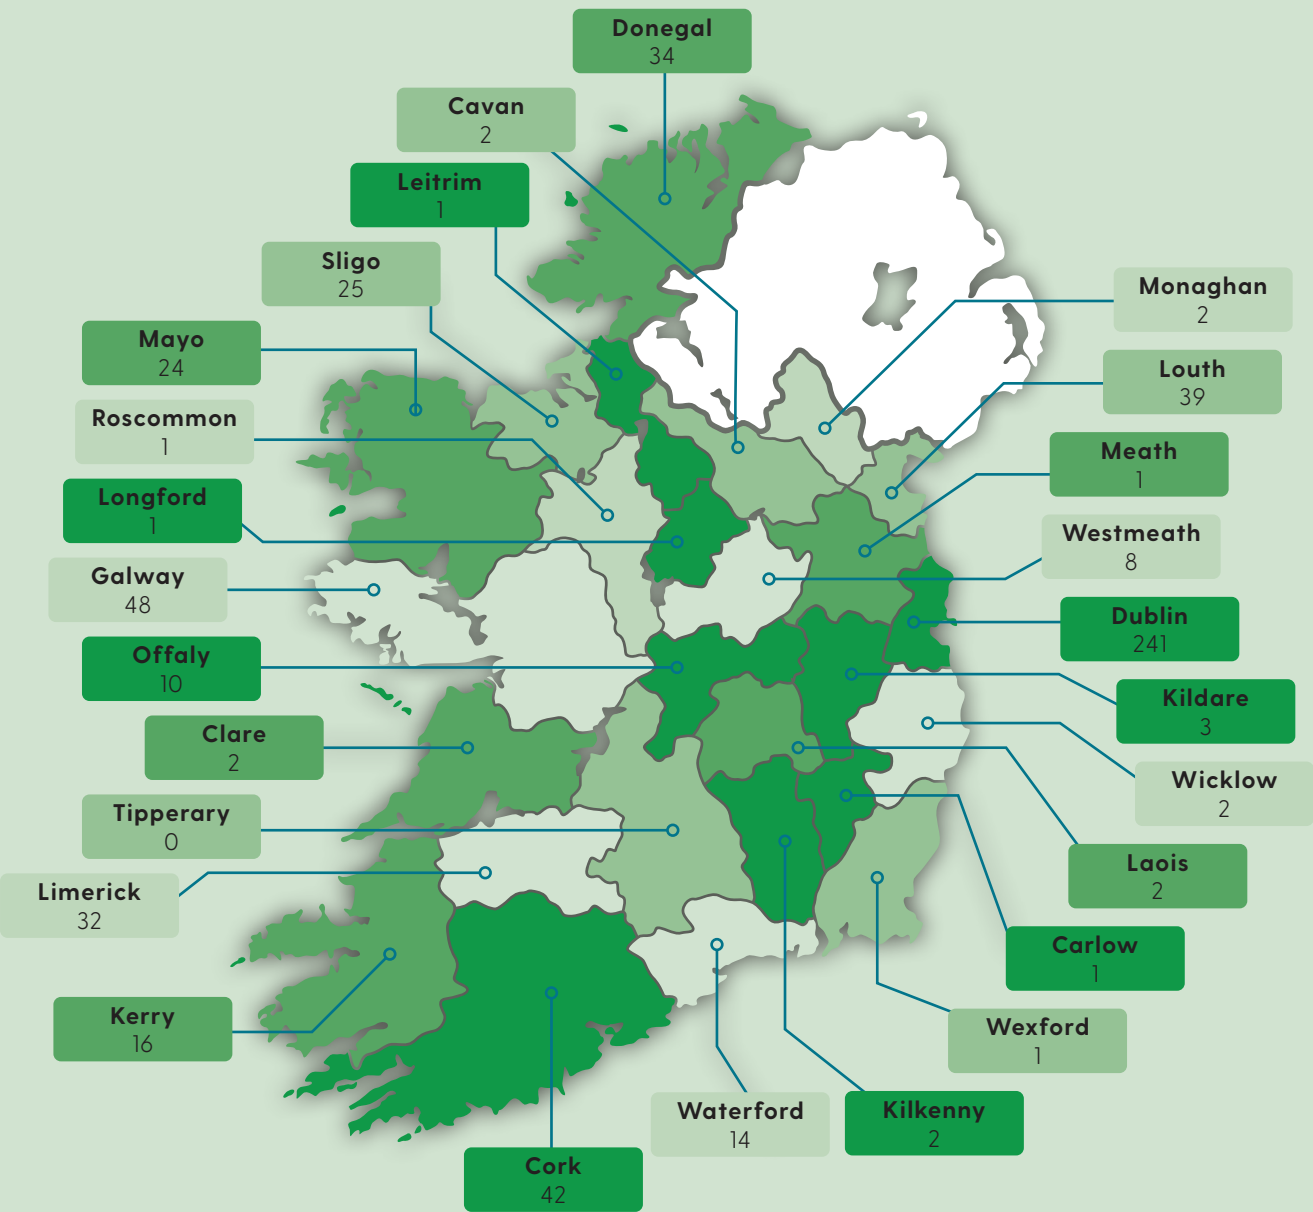 Donegal
34
Cavan
2
Leitrim
1
Sligo
25
Mayo
24
Roscommon
1
Longford
1
Galway
48
Offaly
10
Clare
2
Tipperary
0
Limerick
32
Kerry
16
Cork
42
Monaghan
2
Louth
39
Meath
1
Westmeath
8
Dublin
241
Kildare
3
Wicklow
2
Laois
2
Carlow
1
Wexford
1
Kilkenny
2
Waterford
14